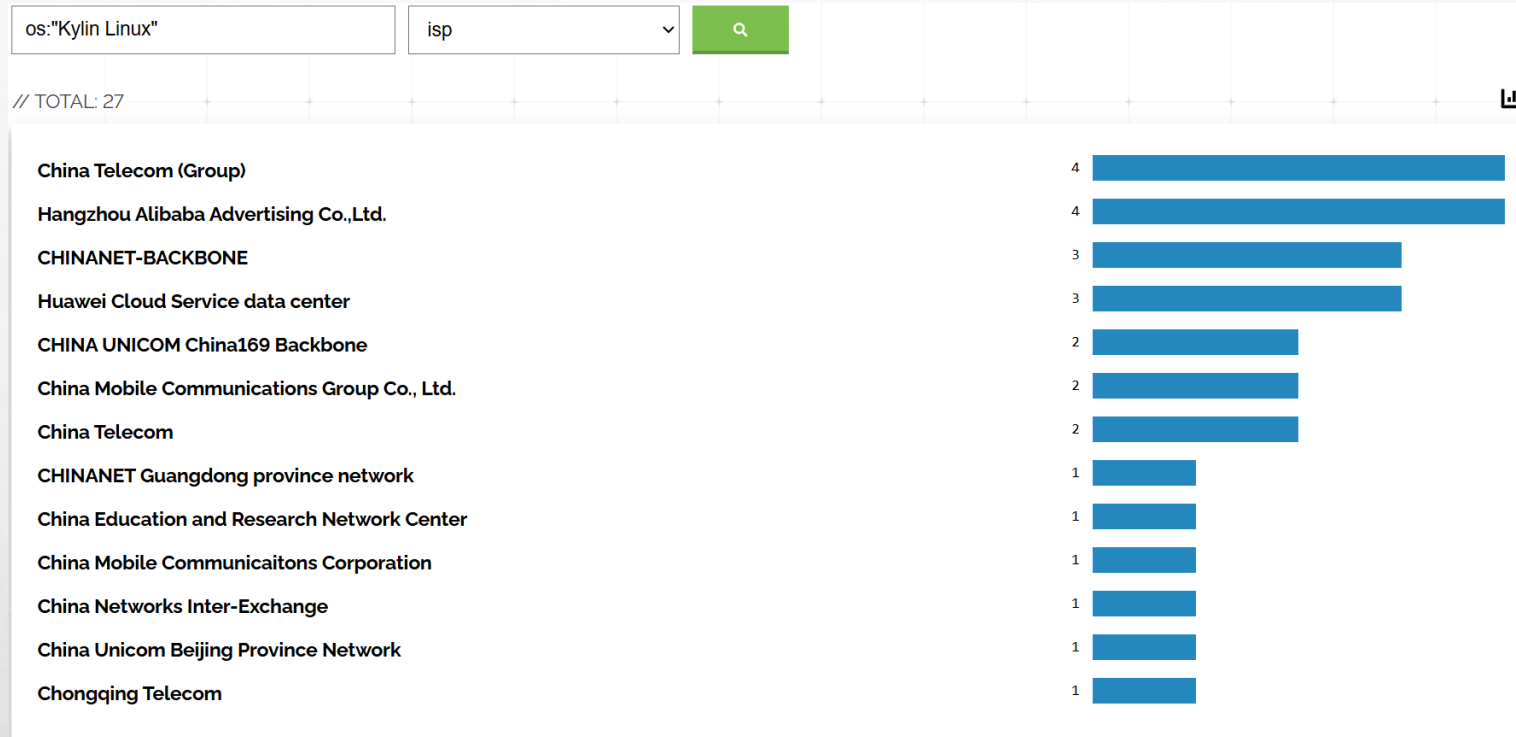 os:"Kylin Linux"
isp
// TOTAL: 27
China Telecom (Group) 4
Hangzhou Alibaba Advertising Co.,Ltd. 4
CHINANET-BACKBONE 3
Huawei Cloud Service data center 3
CHINA UNICOM China169 Backbone 2
China Mobile Communications Group Co., Ltd. 2
China Telecom 2
CHINANET Guangdong province network 1
China Education and Research Network Center 1
China Mobile Communicaitons Corporation 1
China Networks Inter-Exchange 1
China Unicom Beijing Province Network 1
Chongqing Telecom 1